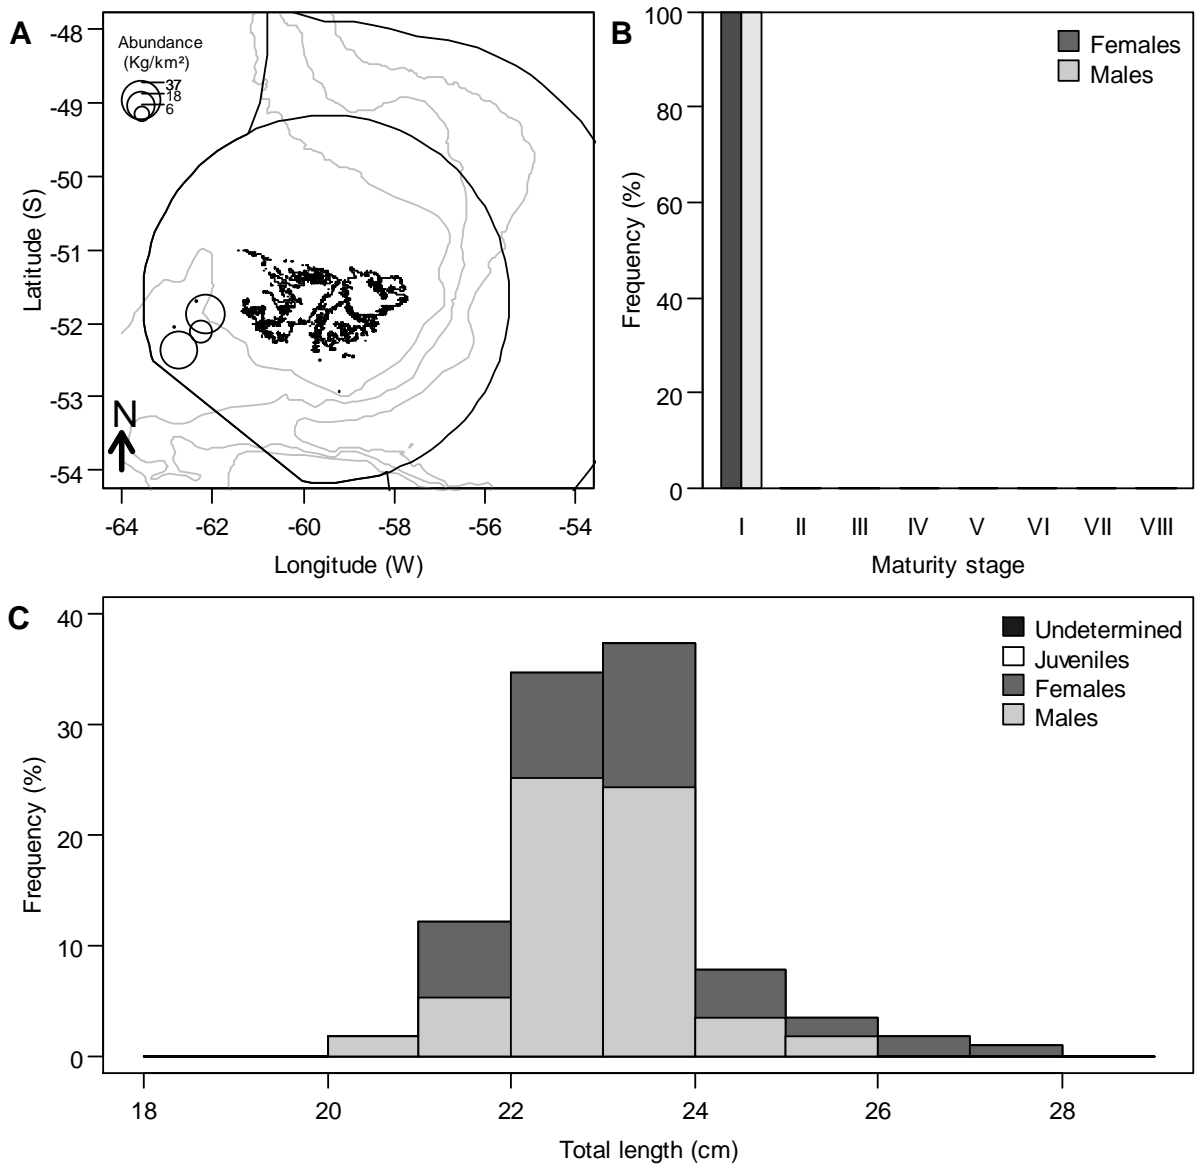 A
Abundance
(Kg/km²)
37
18
6
-48
-49
-50
-51
-52
-53
-54
Latitude (S)
N
-64
-62
-60
-58
-56
-54
Longitude (W)
B
Females
Males
100
80
60
40
20
0
Frequency (%)
I
II
III
IV
V
VI
VII
VIII
Maturity stage
C
Undetermined
Juveniles
Females
Males
40
30
20
10
0
Frequency (%)
18
20
22
24
26
28
Total length (cm)